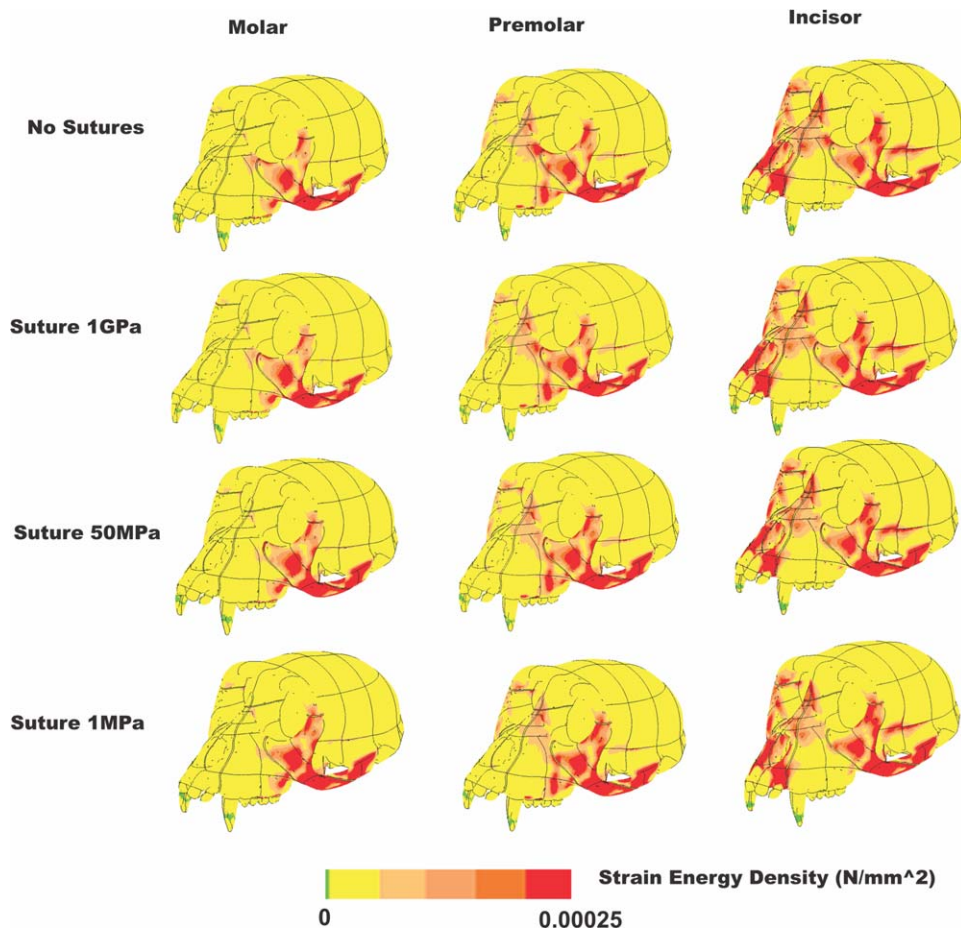 Molar Premolar Incisor
No Sutures
Suture 1GPa
Suture 50MPa
Suture 1MPa
Strain Energy Density (N/mm^2)
0 0.00025